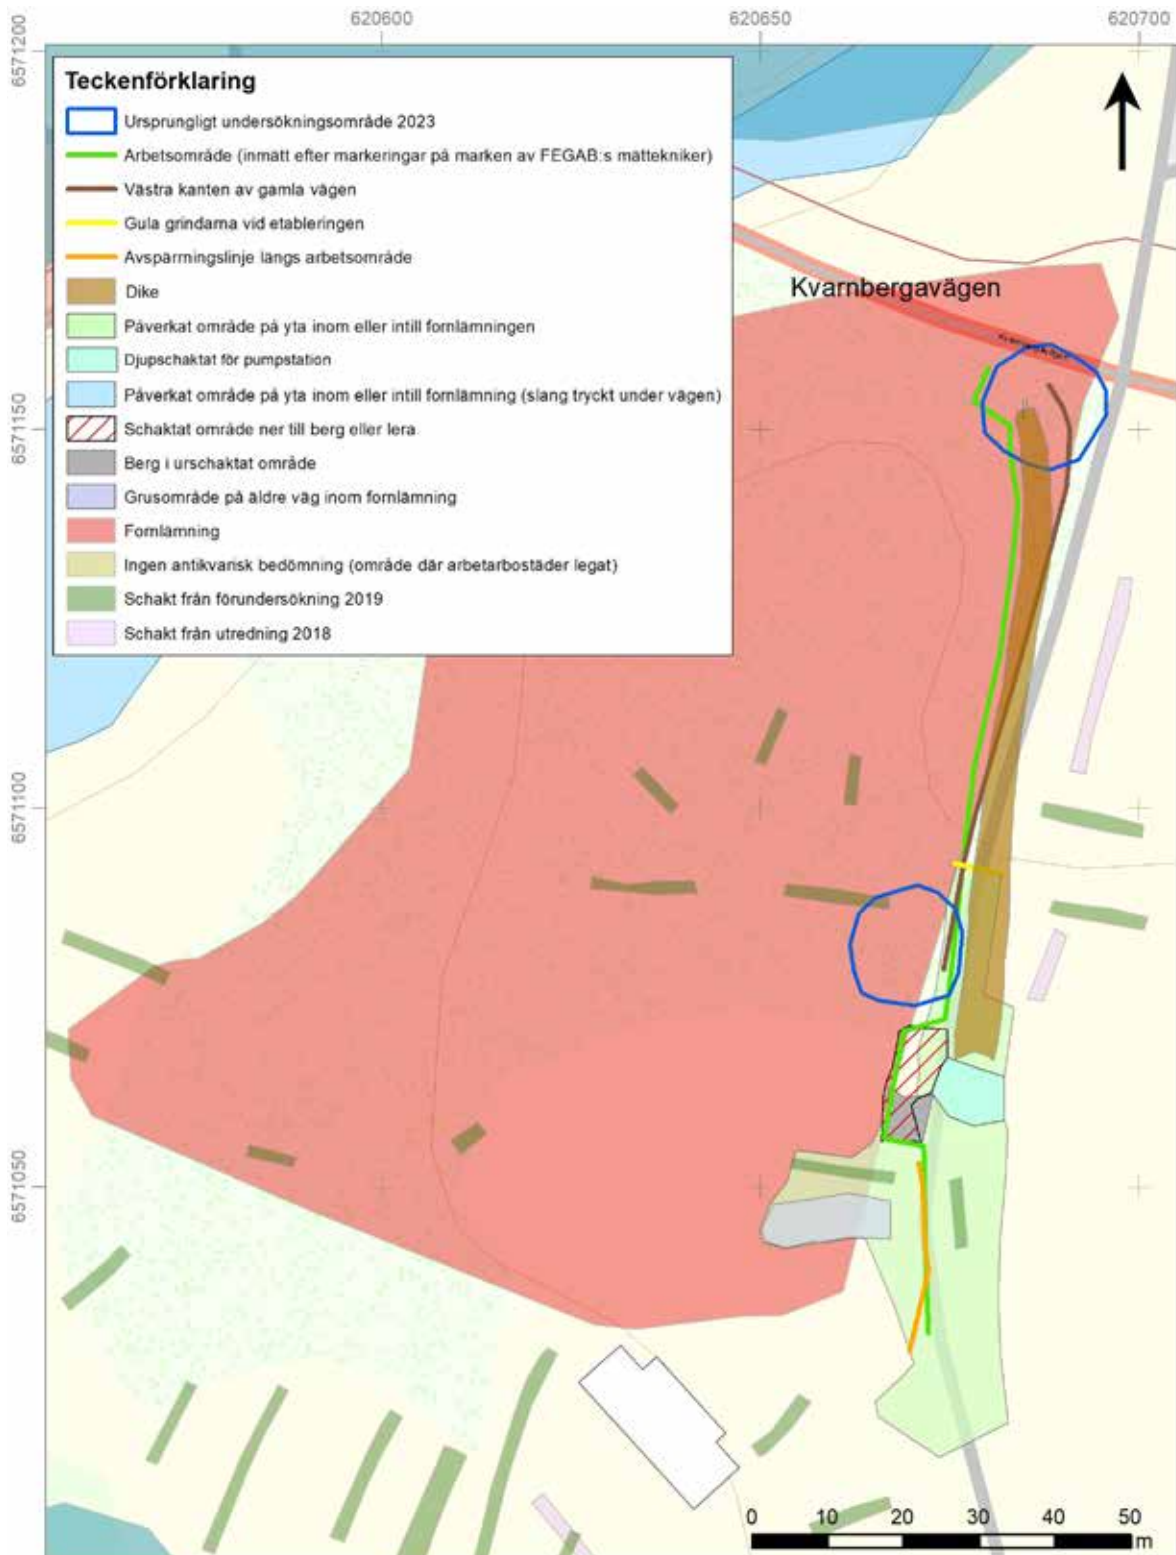 620600 620650 620700
6571200
Teckenförklaring
Ursprungligt undersökningsområde 2023
Arbetsområde (inmätt efter markeringar på marken av FEGAB:s mättekniker)
Västra kanten av gamla vägen
Gula grindarna vid etableringen
Avspärrningslinje längs arbetsområde
Dike
Påverkat område på yta inom eller intill fornlämningen
Djupschaktat för pumpstation
Påverkat område på yta inom eller intill fornlämning (slang tryckt under vägen)
Schaktat område ner till berg eller lera
Berg i urschaktat område
Grusområde på äldre väg inom fornlämning
Fornlämning
Ingen antikvarisk bedömning (område där arbetarbostäder legat)
Schakt från förundersökning 2019
Schakt från utredning 2018
Kvarnbergavägen
6571150
6571100
6571050
0 10 20 30 40 50
m